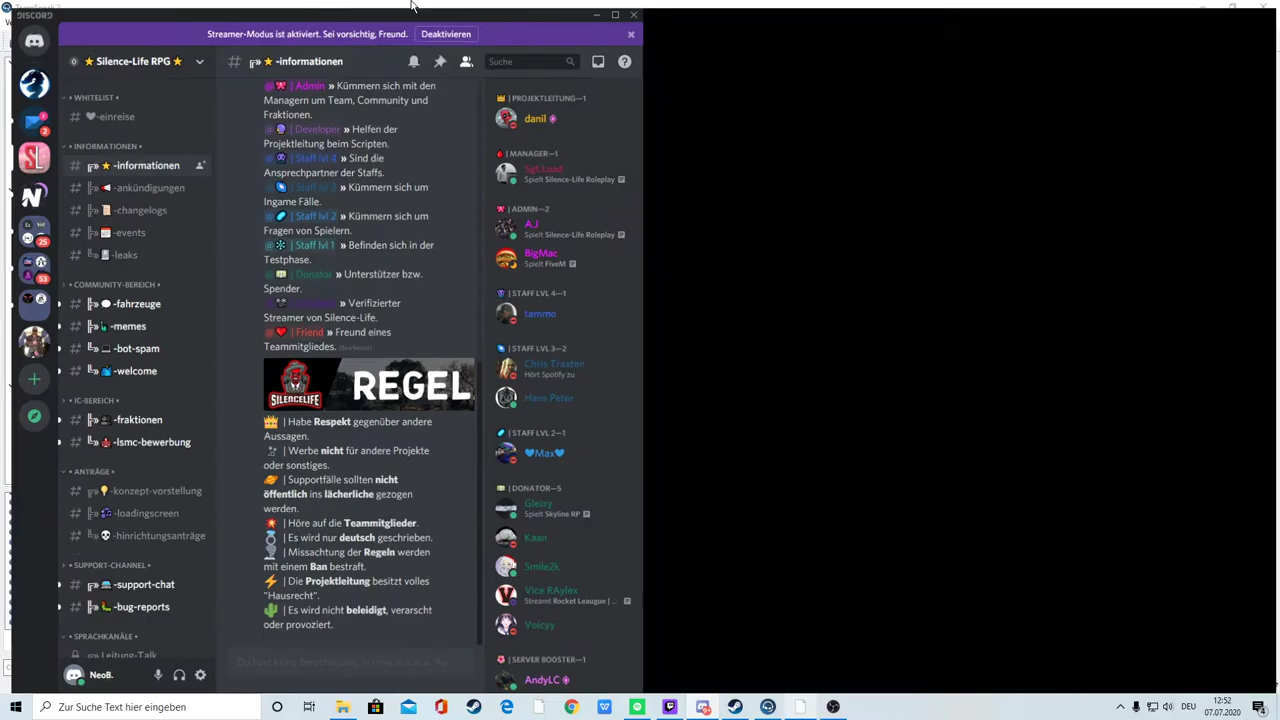 DISCORD
Streamer-Modus ist aktiviert. Sei vorsichtig, Freund.
Deaktivieren
Silence-Life RPG
-informationen
Suche
• WHITELIST •
-einreise
• INFORMATIONEN •
-informationen
-ankündigungen
-changelogs
-events
-leaks
• COMMUNITY-BEREICH •
-fahrzeuge
-memes
-bot-spam
-welcome
• IC-BEREICH •
-fraktionen
-lsmc-bewerbung
• ANTRÄGE •
-konzept-vorstellung
-loadingscreen
-hinrichtungsanträge
• SUPPORT-CHANNEL •
-support-chat
-bug-reports
• SPRACHKANÄLE •
Leitung-Talk
NeoB.
2
25
53
@ | Admin » Kümmern sich mit den
Managern um Team, Community und
Fraktionen.
@ | Developer » Helfen der
Projektleitung beim Scripten.
@ | Staff lvl 4 » Sind die
Ansprechpartner der Staffs.
@ | Staff lvl 3 » Kümmern sich um
Ingame Fälle.
@ | Staff lvl 2 » Kümmern sich um
Fragen von Spielern.
@ | Staff lvl 1 » Befinden sich in der
Testphase.
@ | Donator » Unterstützer bzw.
Spender.
» Verifizierter
Streamer von Silence-Life.
@ | Friend » Freund eines
Teammitgliedes. (bearbeitet)
SILENCELIFE
REGEL
| Habe Respekt gegenüber andere
Aussagen.
| Werbe nicht für andere Projekte
oder sonstiges.
| Supportfälle sollten nicht
öffentlich ins lächerliche gezogen
werden.
| Höre auf die Teammitglieder.
| Es wird nur deutsch geschrieben.
| Missachtung der Regeln werden
mit einem Ban bestraft.
| Die Projektleitung besitzt volles
"Hausrecht".
| Es wird nicht beleidigt, verarscht
oder provoziert.
Du hast keine Berechtigung,
| PROJEKTLEITUNG—1
danil
| MANAGER—1
Sgt.Load
Spielt Silence-Life Roleplay
| ADMIN—2
A.J
Spielt Silence-Life Roleplay
BigMac
Spielt FiveM
| STAFF LVL 4—1
tammo
| STAFF LVL 3—2
Chris Traxten
Hört Spotify zu
Hans Peter
| STAFF LVL 2—1
Max
| DONATOR—5
Gleixy
Spielt Skyline RP
Kaan
Smile2k
Vice RAylex
Streamt Rocket Leaugue | ...
Voicyy
| SERVER BOOSTER—1
AndyLC
Zur Suche Text hier eingeben
DEU
12:52
07.07.2020
4